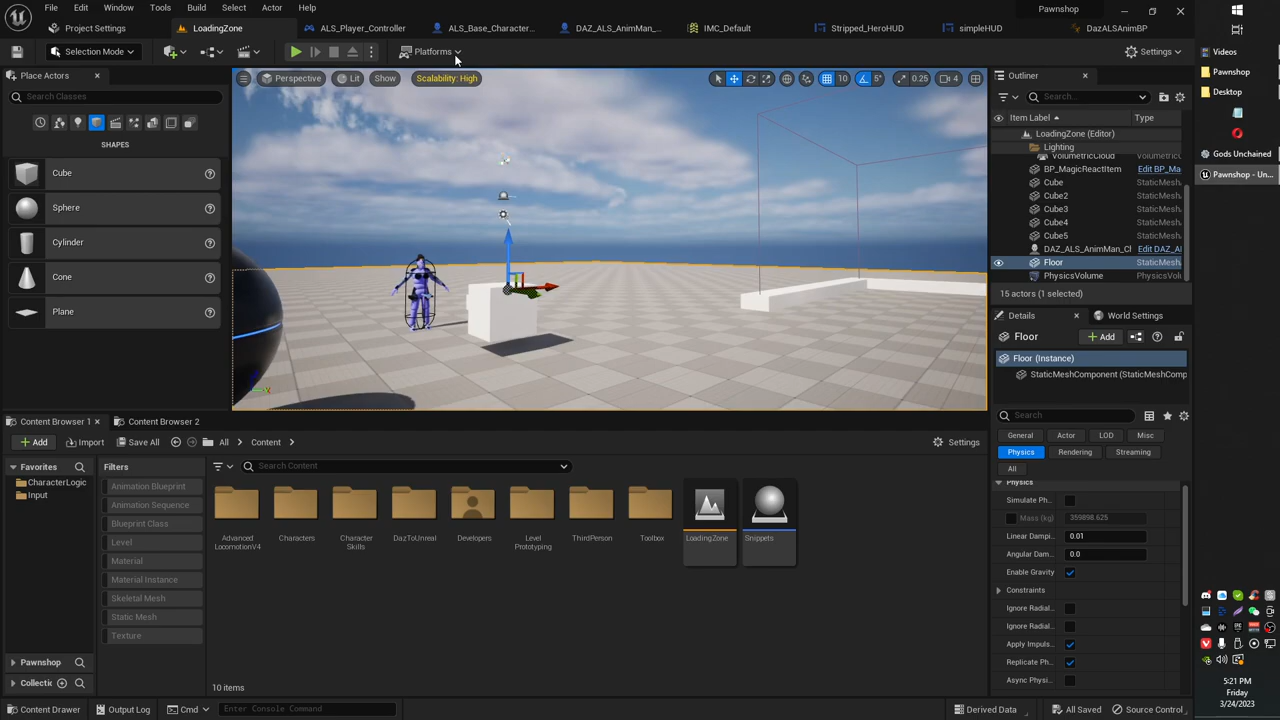 File
Edit
Window
Tools
Build
Select
Actor
Help
Pawnshop
Project Settings
LoadingZone
ALS_Player_Controller
ALS_Base_Character...
DAZ_ALS_AnimMan_...
IMC_Default
Stripped_HeroHUD
simpleHUD
DazALSAnimBP
Selection Mode
Platforms
Settings
Place Actors
Search Classes
SHAPES
Cube
Sphere
Cylinder
Cone
Plane
Perspective
Lit
Show
Scalability: High
10
5°
0.25
4
Outliner
Search...
Item Label
Type
LoadingZone (Editor)
Lighting
VolumetricCloud
BP_MagicReactItem Edit BP_Ma
Cube StaticMesh
Cube2 StaticMesh
Cube3 StaticMesh
Cube4 StaticMesh
Cube5 StaticMesh
DAZ_ALS_AnimMan_Cl Edit DAZ_Al
Floor StaticMesh
PhysicsVolume PhysicsVol
15 actors (1 selected)
Details
World Settings
Floor
Add
Floor (Instance)
StaticMeshComponent (StaticMeshComp
Search
General
Actor
LOD
Misc
Physics
Rendering
Streaming
All
Physics
Simulate Ph..
Mass (kg) 359898.625
Linear Dampi.. 0.01
Angular Dam.. 0.0
Enable Gravity
Constraints
Ignore Radial..
Ignore Radial..
Apply Impuls..
Replicate Ph..
Async Physi..
Content Browser 1
Content Browser 2
Add
Import
Save All
All
Content
Settings
Favorites
CharacterLogic
Input
Pawnshop
Collectic
Filters
Animation Blueprint
Animation Sequence
Blueprint Class
Level
Material
Material Instance
Skeletal Mesh
Static Mesh
Texture
Search Content
Advanced
LocomotionV4
Characters
Character
Skills
DazToUnreal
Developers
Level
Prototyping
ThirdPerson
Toolbox
LoadingZone
Snippets
10 items
Content Drawer
Output Log
Cmd
Enter Console Command
Derived Data
All Saved
Source Control
Videos
Pawnshop
Desktop
Gods Unchained
Pawnshop - Un...
5:21 PM
Friday
3/24/2023